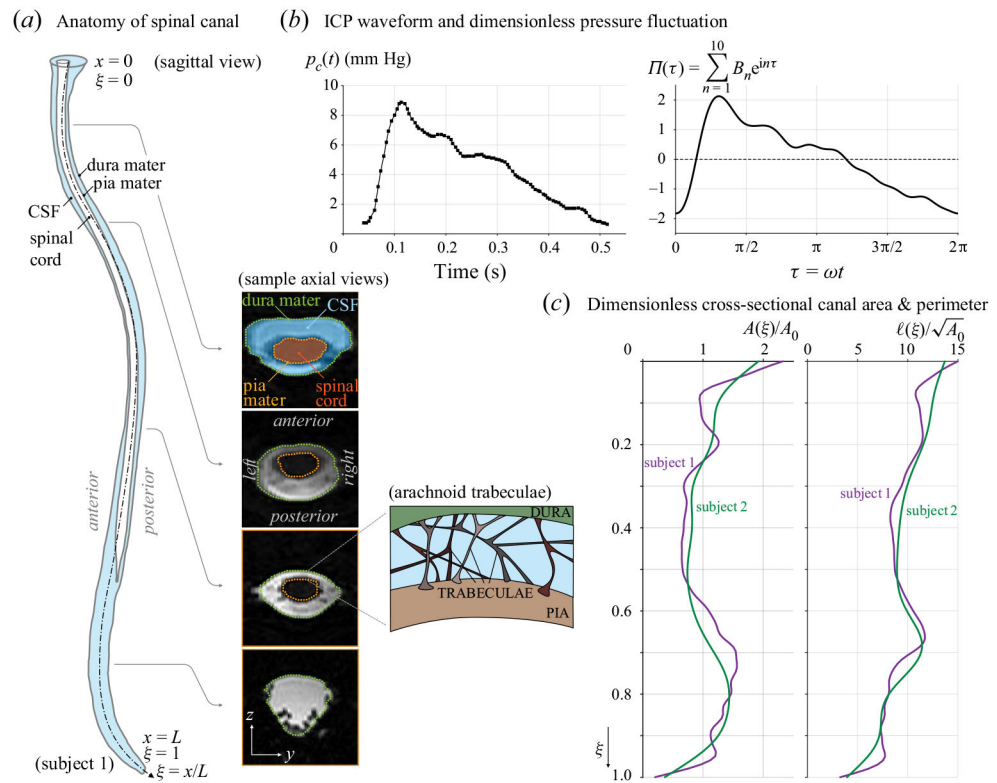 (a) Anatomy of spinal canal
x = 0 (sagittal view)
ξ = 0
dura mater
pia mater
CSF
spinal
cord
anterior
posterior
x = L
ξ = 1
(subject 1)
ξ = x/L
(sample axial views)
dura mater
CSF
pia
mater
spinal
cord
anterior
left
right
posterior
z
y
(arachnoid trabeculae)
DURA
TRABECULAE
PIA
(b) ICP waveform and dimensionless pressure fluctuation
p_c(t) (mm Hg)
10
8
6
4
2
0
0.1 0.2 0.3 0.4 0.5
Time (s)
Π(τ) = ∑_{n = 1}^{10} B_n e^{inτ}
2
1
0
−1
−2
0 π/2 π 3π/2 2π
τ = ωt
(c) Dimensionless cross-sectional canal area & perimeter
A(ξ)/A_0
0 1 2
0.2
0.4
0.6
0.8
1.0
ξ
subject 1
subject 2
ℓ(ξ)/√A_0
0 5 10 15
subject 1
subject 2